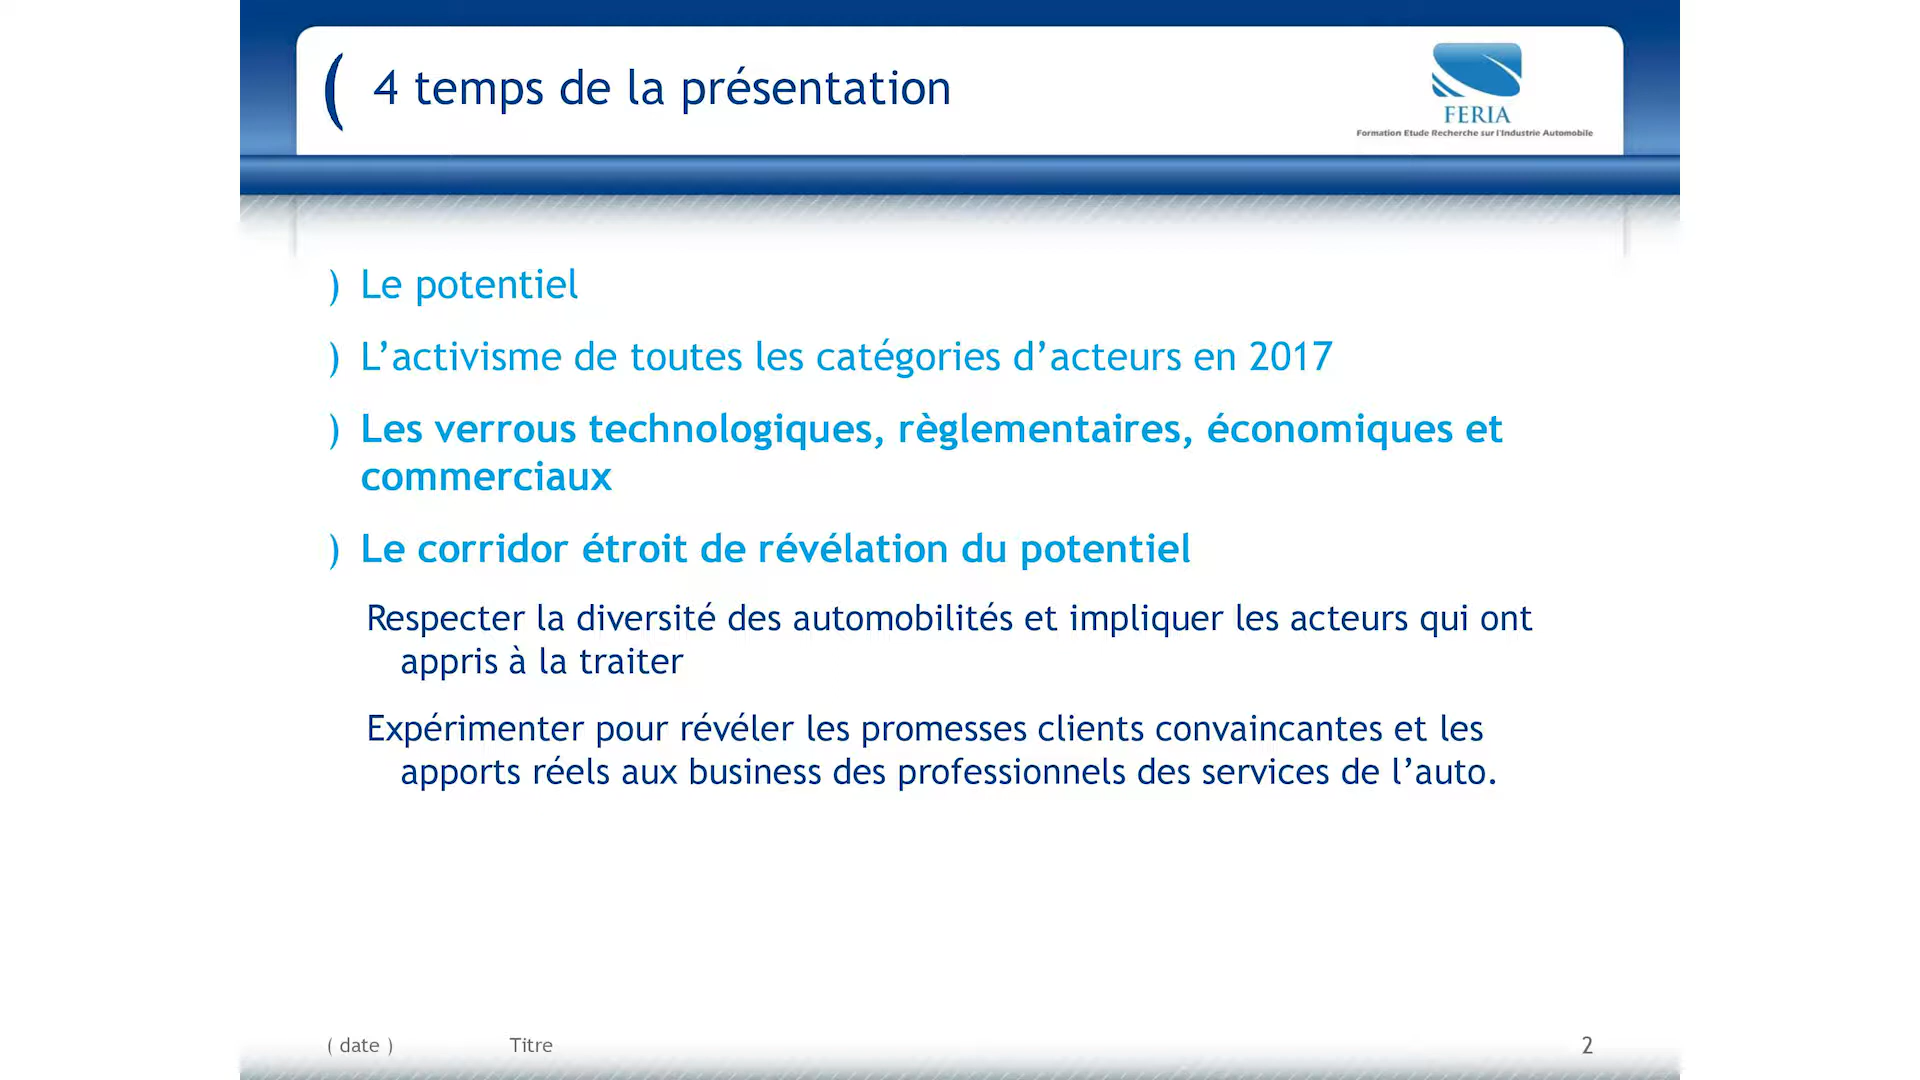 ( 4 temps de la présentation
FERIA
Formation Etude Recherche sur l'Industrie Automobile
) Le potentiel
) L’activisme de toutes les catégories d’acteurs en 2017
) Les verrous technologiques, règlementaires, économiques et
commerciaux
) Le corridor étroit de révélation du potentiel
Respecter la diversité des automobilités et impliquer les acteurs qui ont
appris à la traiter
Expérimenter pour révéler les promesses clients convaincantes et les
apports réels aux business des professionnels des services de l’auto.
( date ) Titre 2